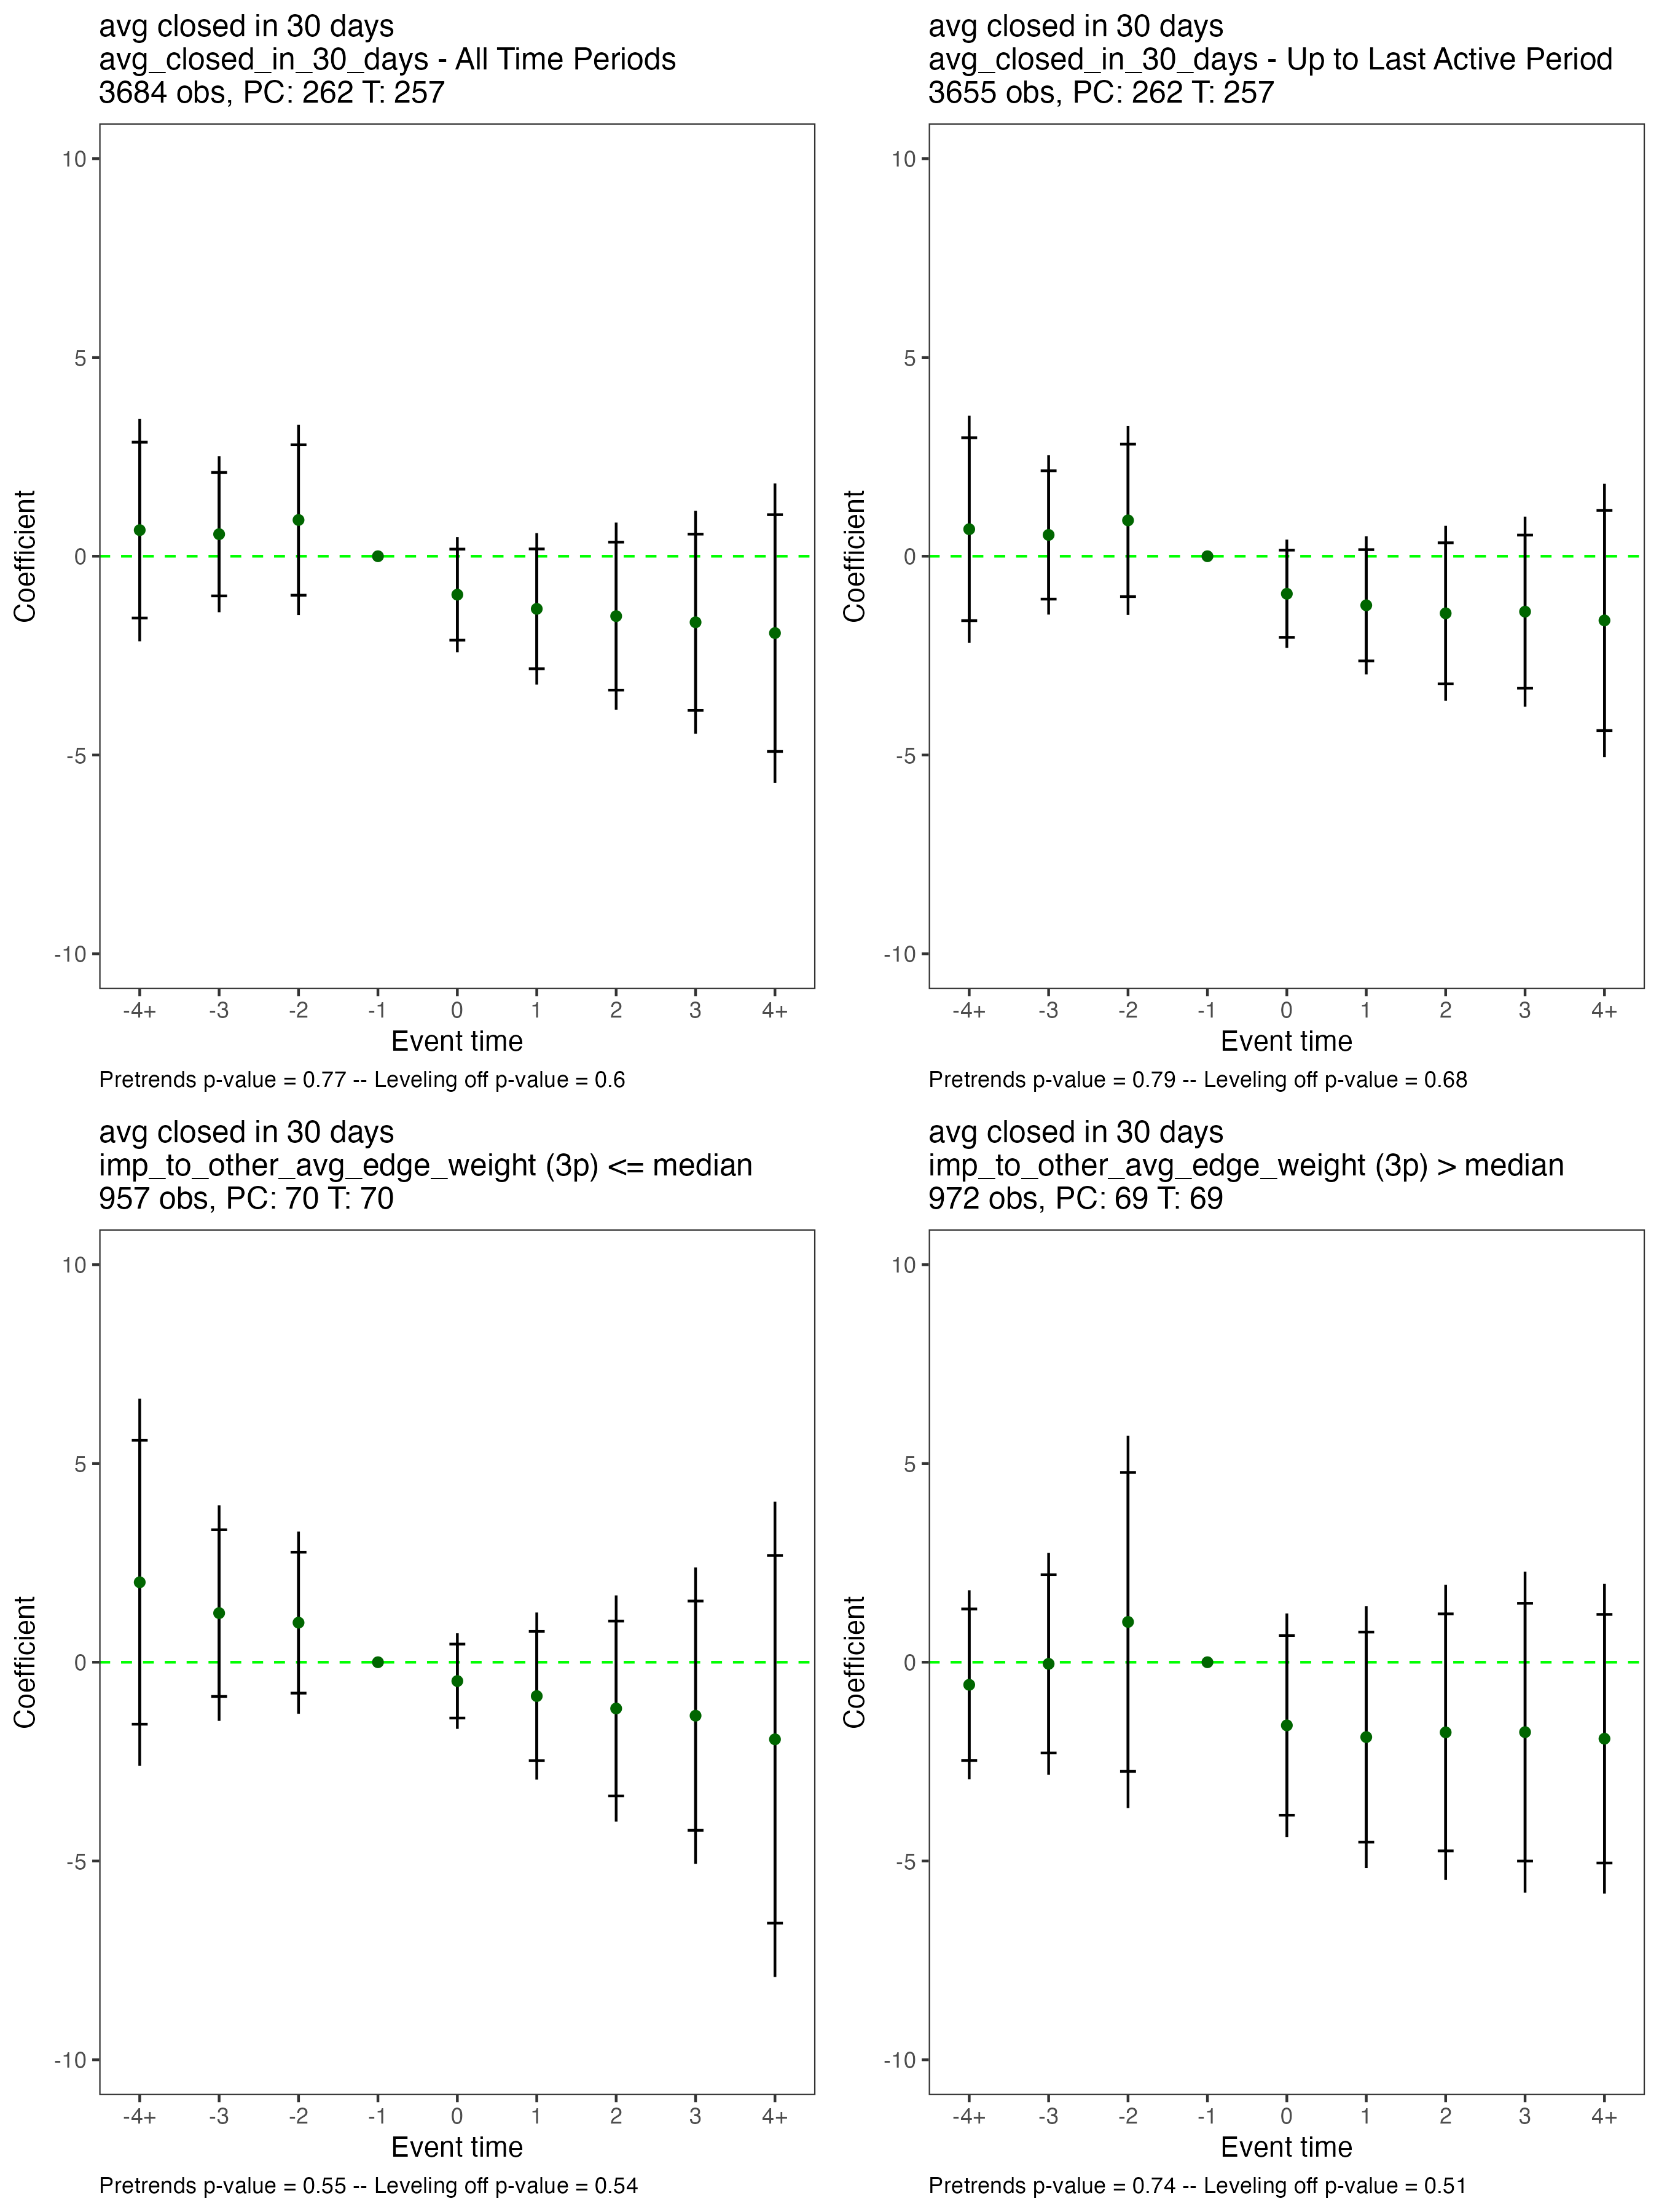 avg closed in 30 days
avg_closed_in_30_days - All Time Periods
3684 obs, PC: 262 T: 257
10
5
0
-5
-10
Coefficient
-4+ -3 -2 -1 0 1 2 3 4+
Event time
Pretrends p-value = 0.77 -- Leveling off p-value = 0.6
avg closed in 30 days
avg_closed_in_30_days - Up to Last Active Period
3655 obs, PC: 262 T: 257
10
5
0
-5
-10
Coefficient
-4+ -3 -2 -1 0 1 2 3 4+
Event time
Pretrends p-value = 0.79 -- Leveling off p-value = 0.68
avg closed in 30 days
imp_to_other_avg_edge_weight (3p) <= median
957 obs, PC: 70 T: 70
10
5
0
-5
-10
Coefficient
-4+ -3 -2 -1 0 1 2 3 4+
Event time
Pretrends p-value = 0.55 -- Leveling off p-value = 0.54
avg closed in 30 days
imp_to_other_avg_edge_weight (3p) > median
972 obs, PC: 69 T: 69
10
5
0
-5
-10
Coefficient
-4+ -3 -2 -1 0 1 2 3 4+
Event time
Pretrends p-value = 0.74 -- Leveling off p-value = 0.51